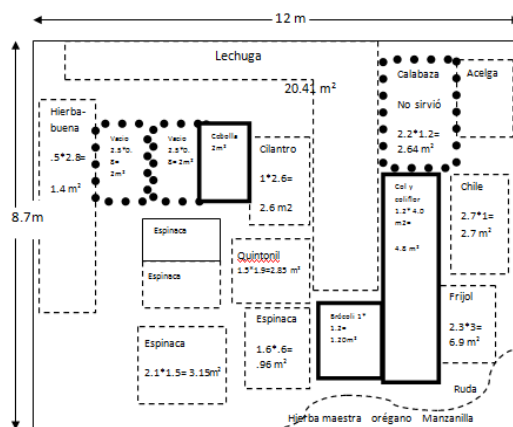 12 m
Lechuga
20.41 m²
Calabaza
No sirvió
2.2*1.2=
2.64 m²
Acelga
Hierba-
buena
.5*2.8=
1.4 m²
Vacio
2.5*0.
8=
2m²
Vacio
2.5*0.
8=2m²
Cebolla
2m²
Cilantro
1*2.6=
2.6 m2
Col y
coliflor
1.2*4.0
m2=
4.8 m²
Chile
2.7*1=
2.7 m²
8.7m
Espinaca
Espinaca
Quintonil
1.5*1.9=2.85 m²
Espinaca
2.1*1.5= 3.15m²
Espinaca
1.6*.6=
.96 m²
Brócoli 1*
1.2=
1.20m²
Frijol
2.3*3=
6.9 m²
Ruda
Hierba maestra orégano Manzanilla